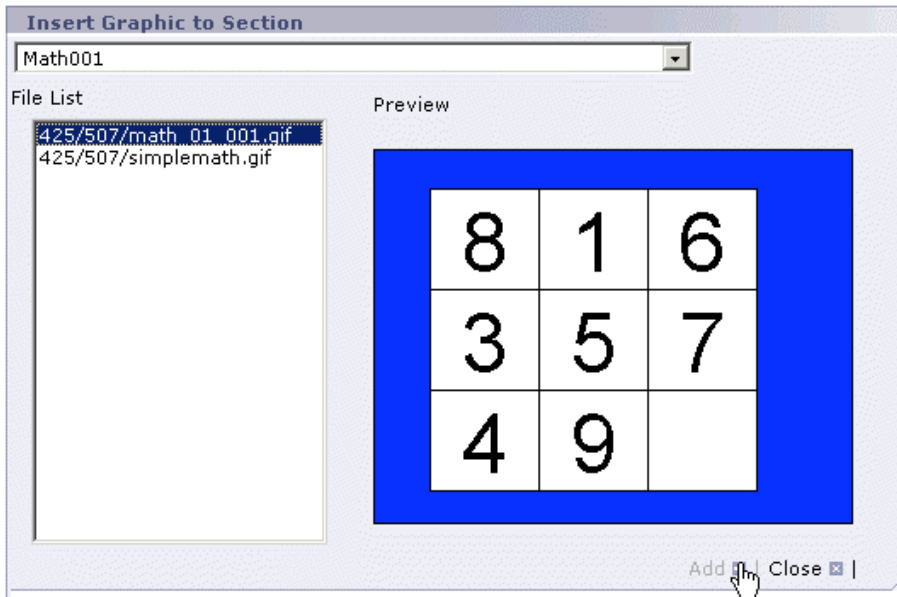 Insert Graphic to Section
Math001
File List
Preview
425/507/math_01_001.gif
425/507/simplemath.gif
8 1 6
3 5 7
4 9
Add | Close |